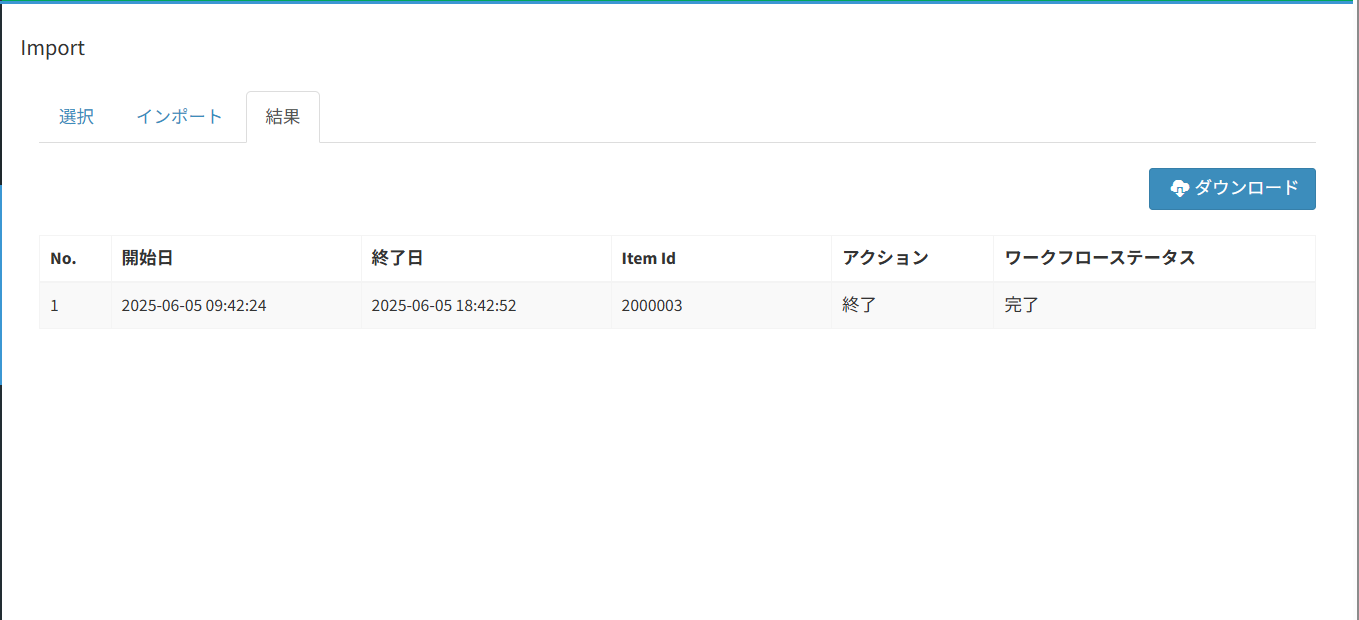 Import
選択 インポート 結果
ダウンロード
No. 開始日 終了日 Item Id アクション ワークフローステータス
1 2025-06-05 09:42:24 2025-06-05 18:42:52 2000003 終了 完了